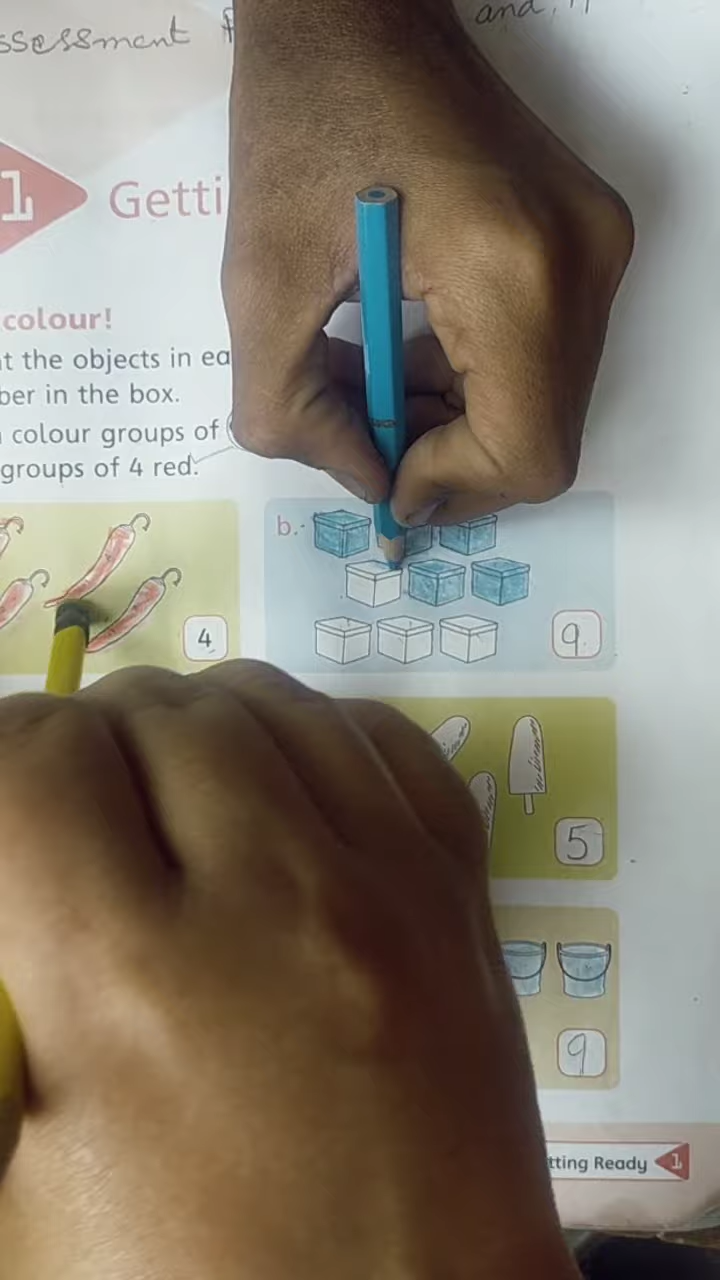 ssessment f
and,
1 Getti
colour!
t the objects in ea
ber in the box.
colour groups of
groups of 4 red.
b.
4
9
5
9
tting Ready 1